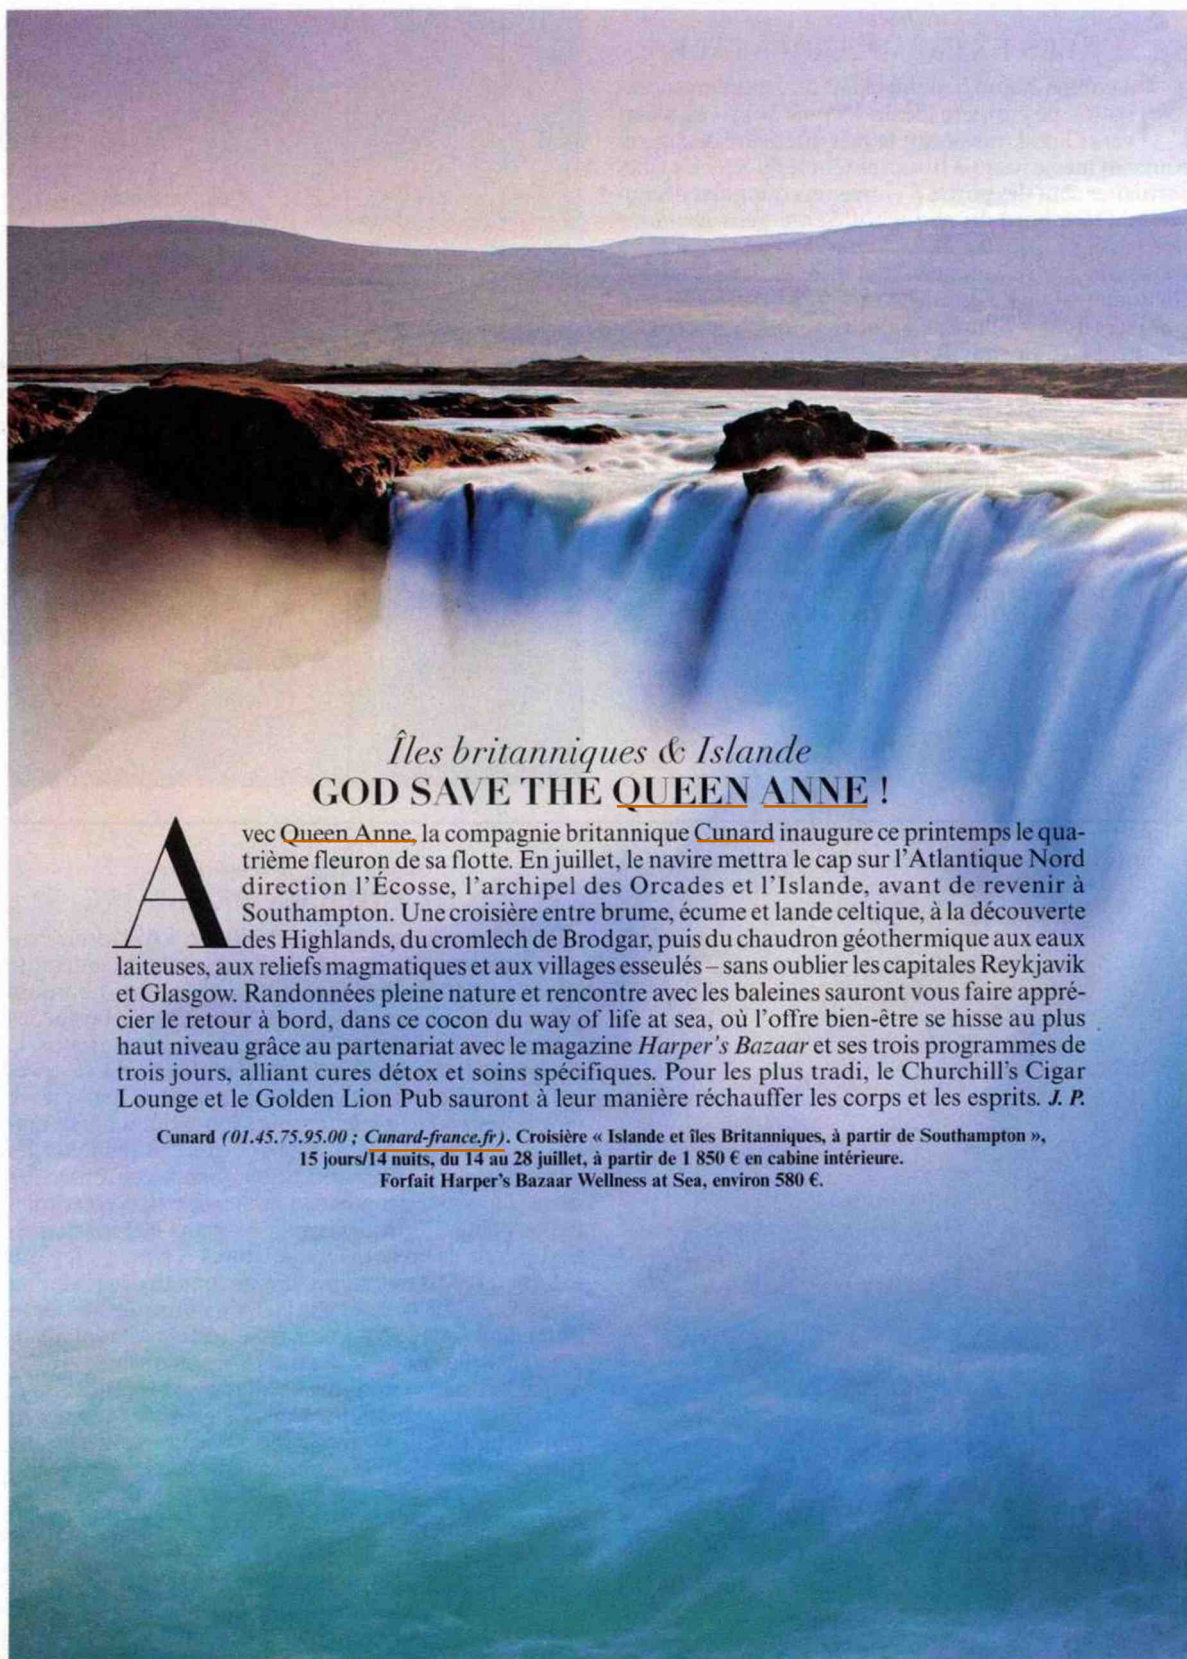 Îles britanniques & Islande
GOD SAVE THE QUEEN ANNE !
Avec Queen Anne, la compagnie britannique Cunard inaugure ce printemps le qua-
trième fleuron de sa flotte. En juillet, le navire mettra le cap sur l’Atlantique Nord
direction l’Écosse, l’archipel des Orcades et l’Islande, avant de revenir à
Southampton. Une croisière entre brume, écume et lande celtique, à la découverte
des Highlands, du cromlech de Brodgar, puis du chaudron géothermique aux eaux
laiteuses, aux reliefs magmatiques et aux villages esseulés – sans oublier les capitales Reykjavik
et Glasgow. Randonnées pleine nature et rencontre avec les baleines sauront vous faire appré-
cier le retour à bord, dans ce cocon du way of life at sea, où l’offre bien-être se hisse au plus
haut niveau grâce au partenariat avec le magazine Harper’s Bazaar et ses trois programmes de
trois jours, alliant cures détox et soins spécifiques. Pour les plus tradi, le Churchill’s Cigar
Lounge et le Golden Lion Pub sauront à leur manière réchauffer les corps et les esprits. J. P.
Cunard (01.45.75.95.00 ; Cunard-france.fr). Croisière « Islande et îles Britanniques, à partir de Southampton »,
15 jours/14 nuits, du 14 au 28 juillet, à partir de 1 850 € en cabine intérieure.
Forfait Harper’s Bazaar Wellness at Sea, environ 580 €.